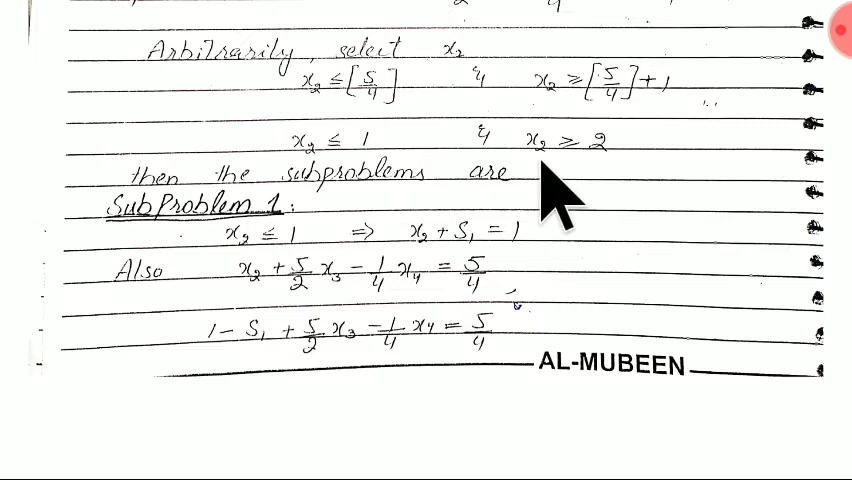 Arbitrarily, select x₂
x₂ ≤ [5/4] & x₂ ≥ [5/4] + 1
x₂ ≤ 1 & x₂ ≥ 2
then the subproblems are
SubProblem 1:
x₂ ≤ 1 ⇒ x₂ + S₁ = 1
Also x₂ + 5/2 x₃ - 1/4 x₄ = 5/4
1 - S₁ + 5/2 x₃ - 1/4 x₄ = 5/4
AL-MUBEEN